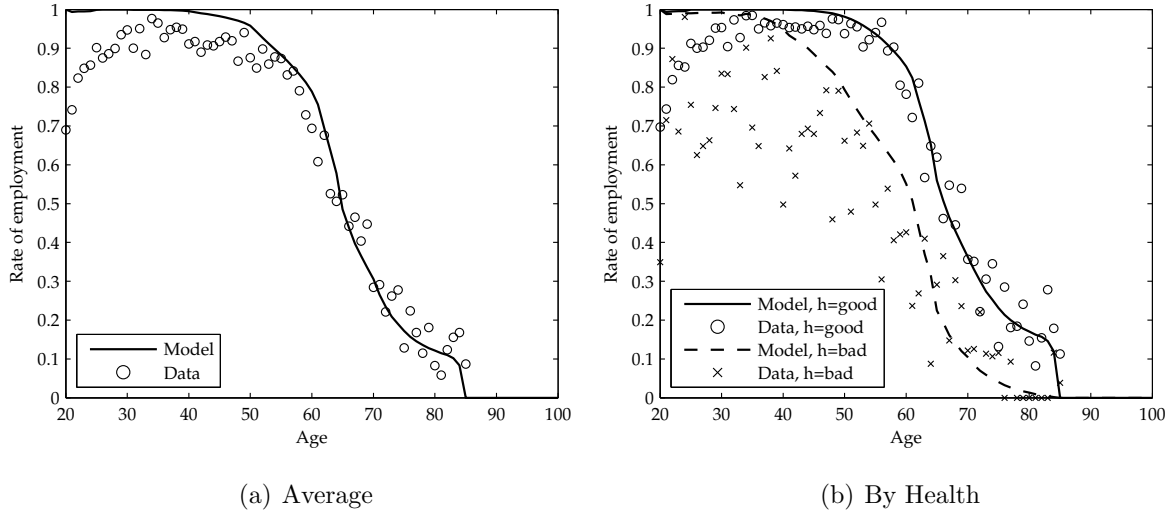 1
0.9
0.8
0.7
0.6
0.5
0.4
0.3
0.2
0.1
0
Rate of employment
Model
Data
20 30 40 50 60 70 80 90 100
Age
(a) Average
1
0.9
0.8
0.7
0.6
0.5
0.4
0.3
0.2
0.1
0
Rate of employment
Model, h=good
Data, h=good
Model, h=bad
Data, h=bad
20 30 40 50 60 70 80 90 100
Age
(b) By Health